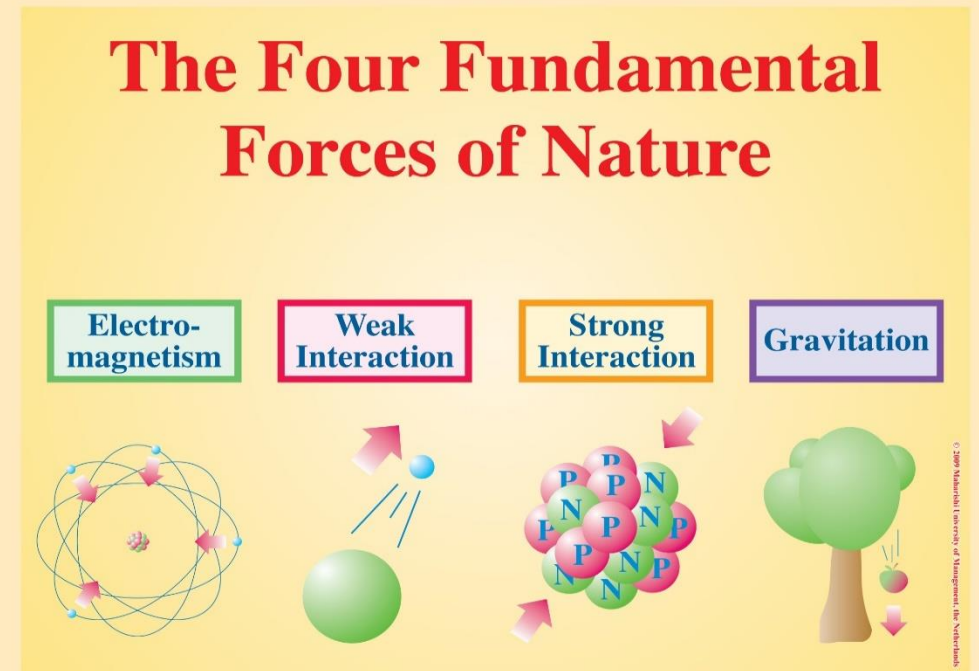 The Four Fundamental
Forces of Nature
Electro-
magnetism
Weak
Interaction
Strong
Interaction
Gravitation
P
P
P
N
N
N
P
P
P
P
N
P
N
N
© 2009 Maharishi University of Management, the Netherlands